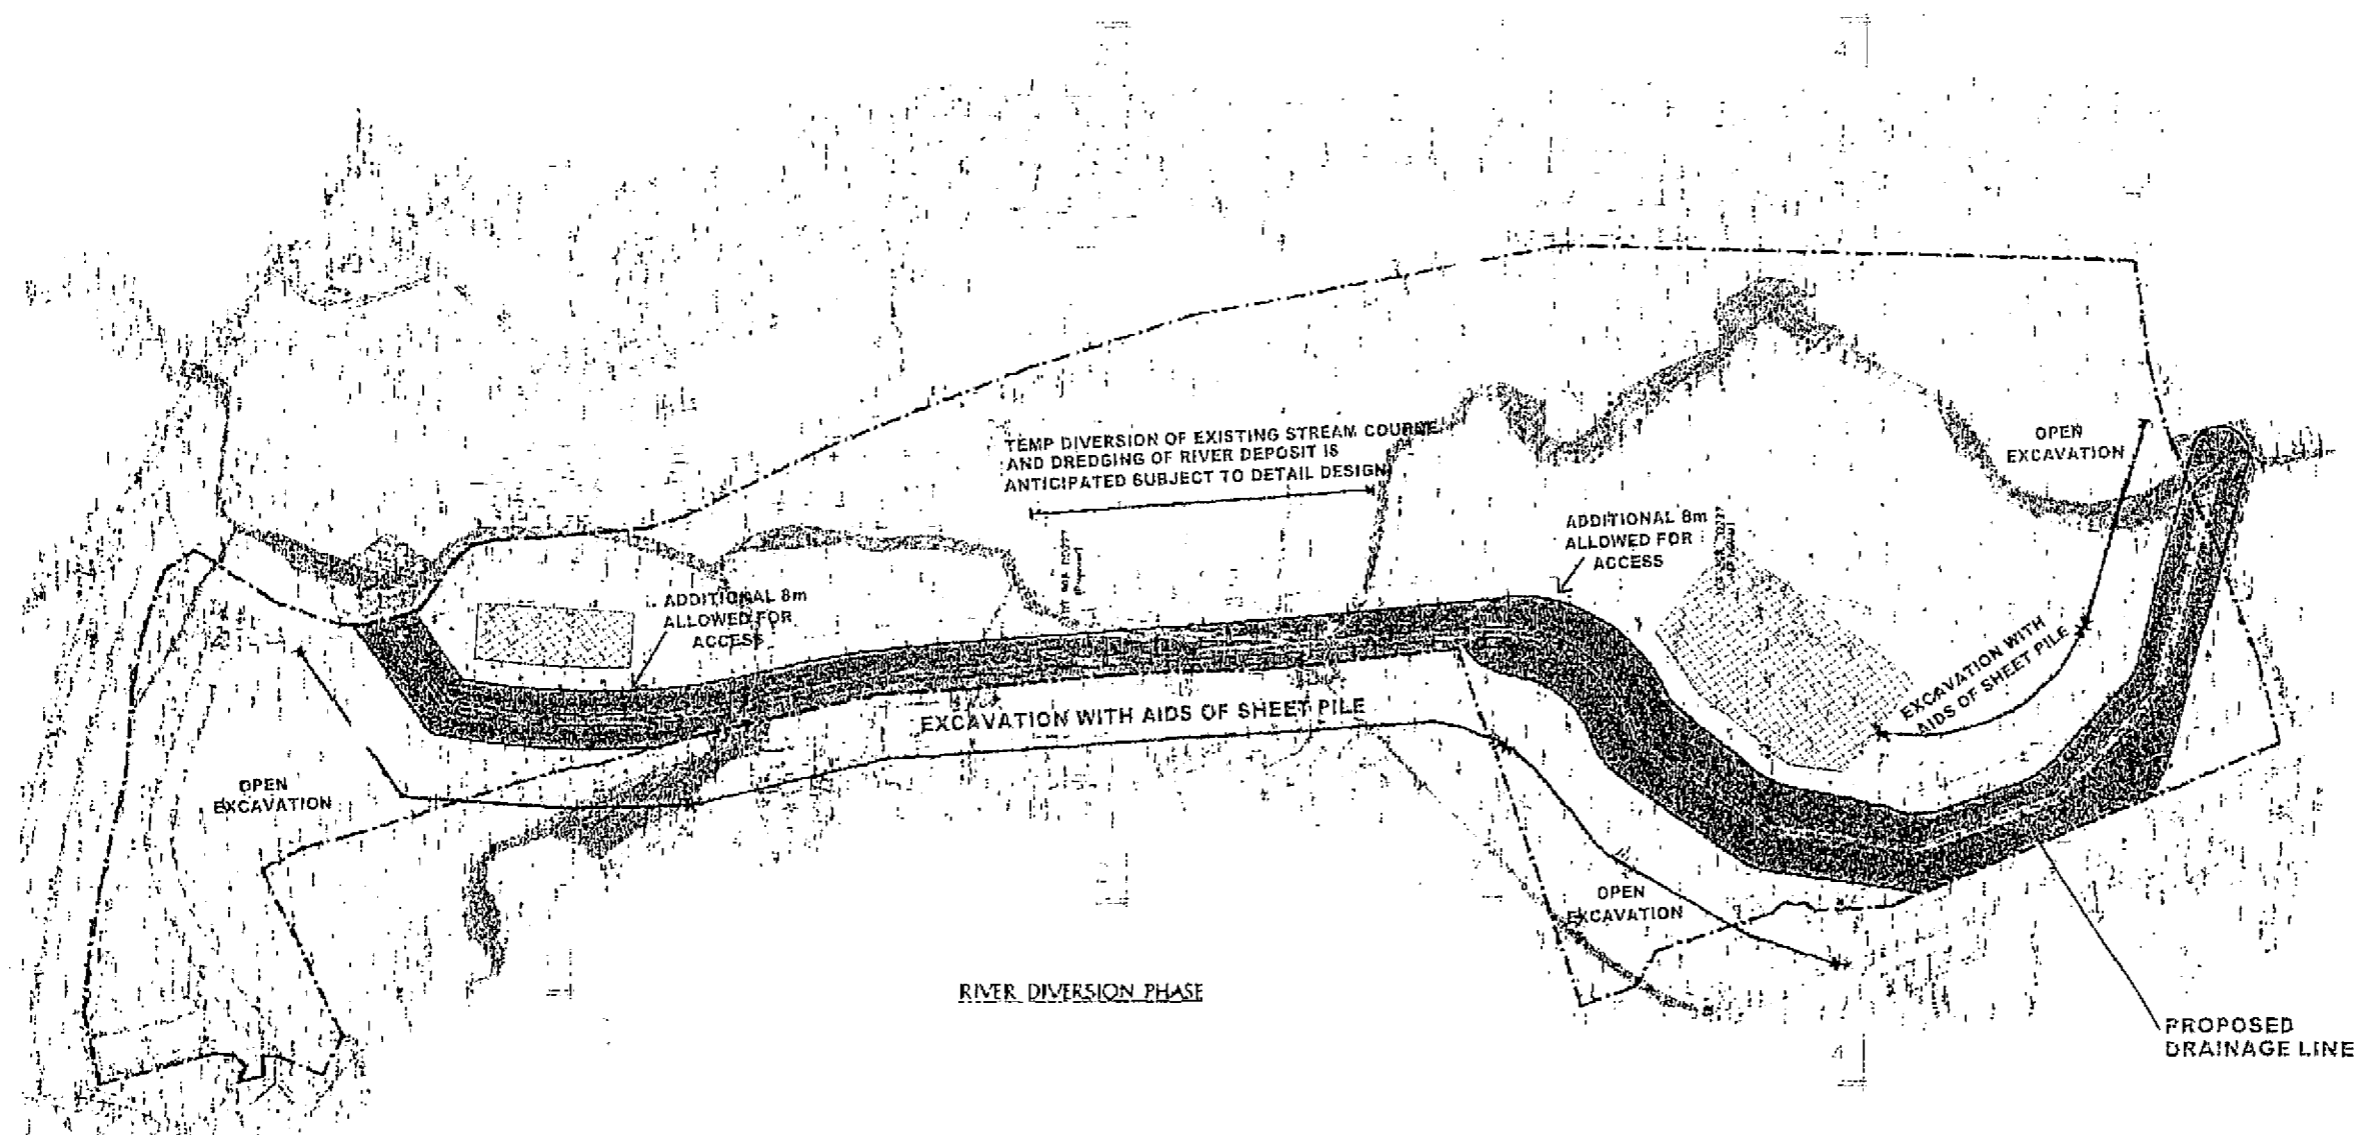 4
TEMP DIVERSION OF EXISTING STREAM COURSE
AND DREDGING OF RIVER DEPOSIT IS
ANTICIPATED SUBJECT TO DETAIL DESIGN
OPEN
EXCAVATION
ADDITIONAL 8m
ALLOWED FOR
ACCESS
ADDITIONAL 8m
ALLOWED FOR
ACCESS
EXCAVATION WITH
AIDS OF SHEET PILE
EXCAVATION WITH AIDS OF SHEET PILE
OPEN
EXCAVATION
OPEN
EXCAVATION
RIVER DIVERSION PHASE
PROPOSED
DRAINAGE LINE
4